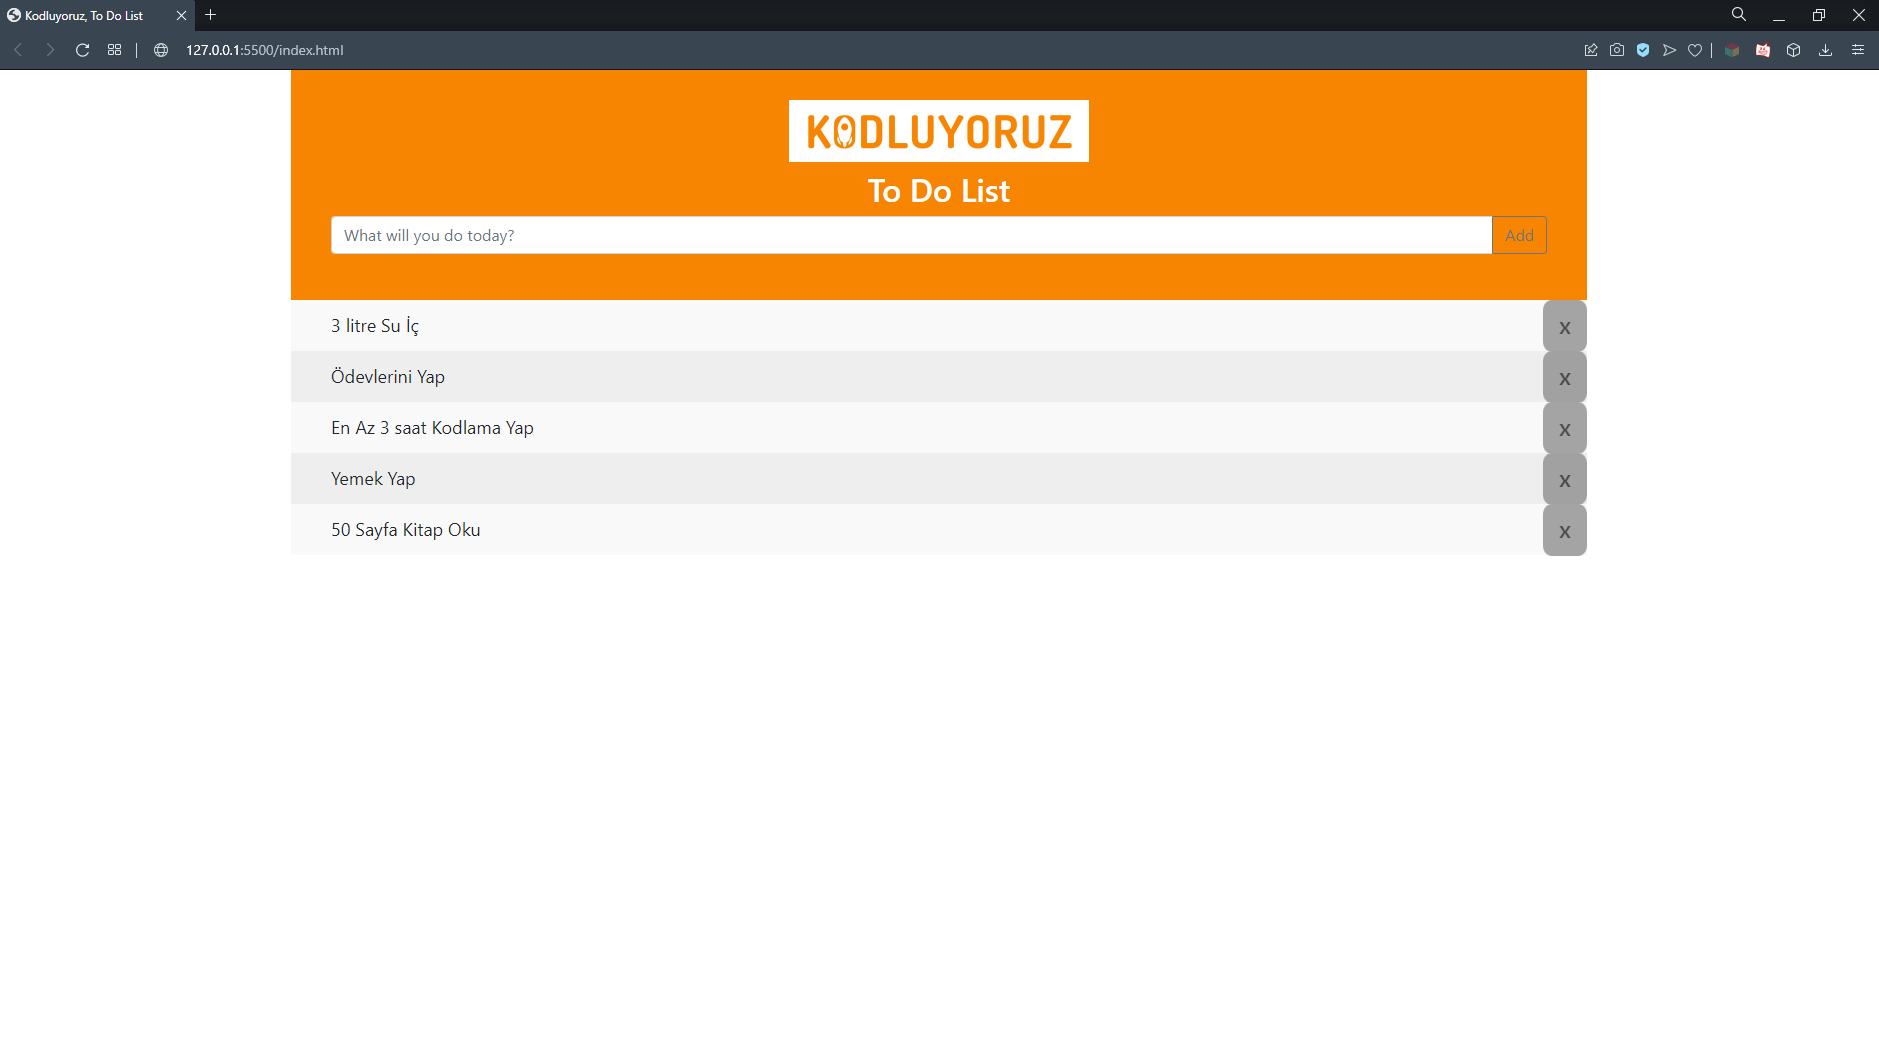 Kodluyoruz, To Do List
127.0.0.1:5500/index.html
KODLUYORUZ
To Do List
What will you do today? Add
3 litre Su İç x
Ödevlerini Yap x
En Az 3 saat Kodlama Yap x
Yemek Yap x
50 Sayfa Kitap Oku x